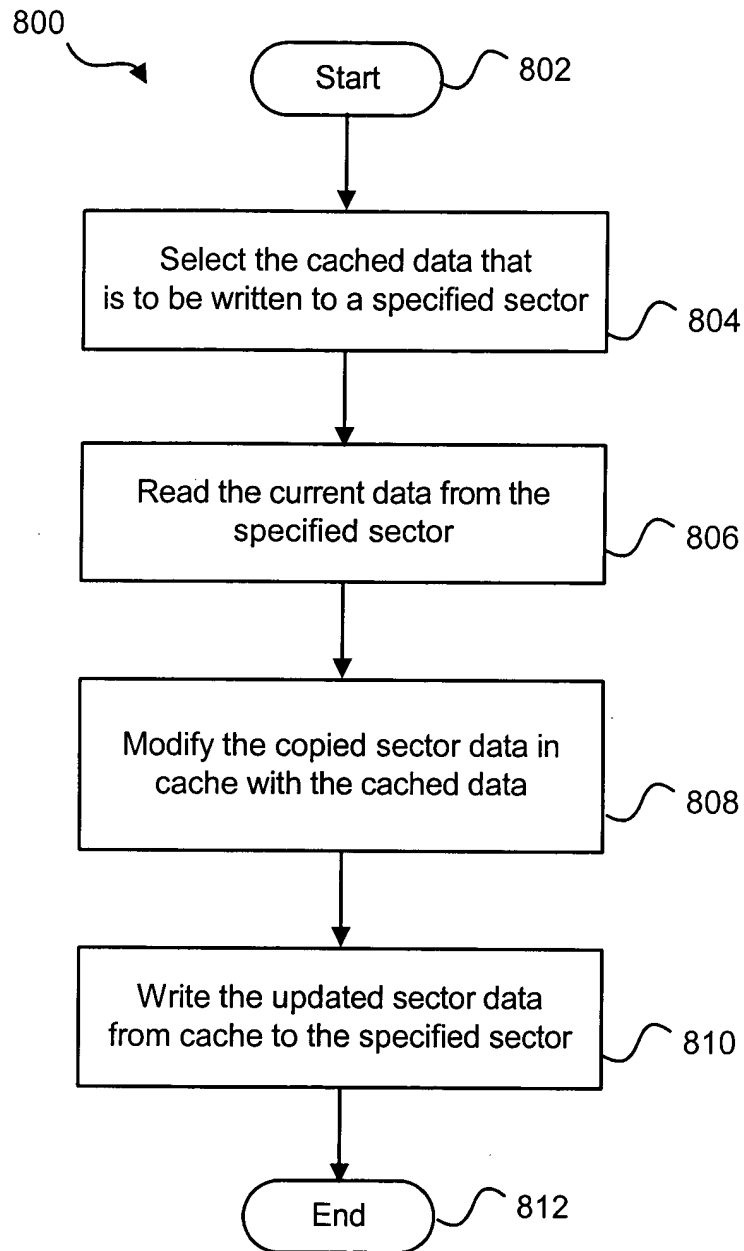 800
Start
802
Select the cached data that
is to be written to a specified sector
804
Read the current data from the
specified sector
806
Modify the copied sector data in
cache with the cached data
808
Write the updated sector data
from cache to the specified sector
810
End
812